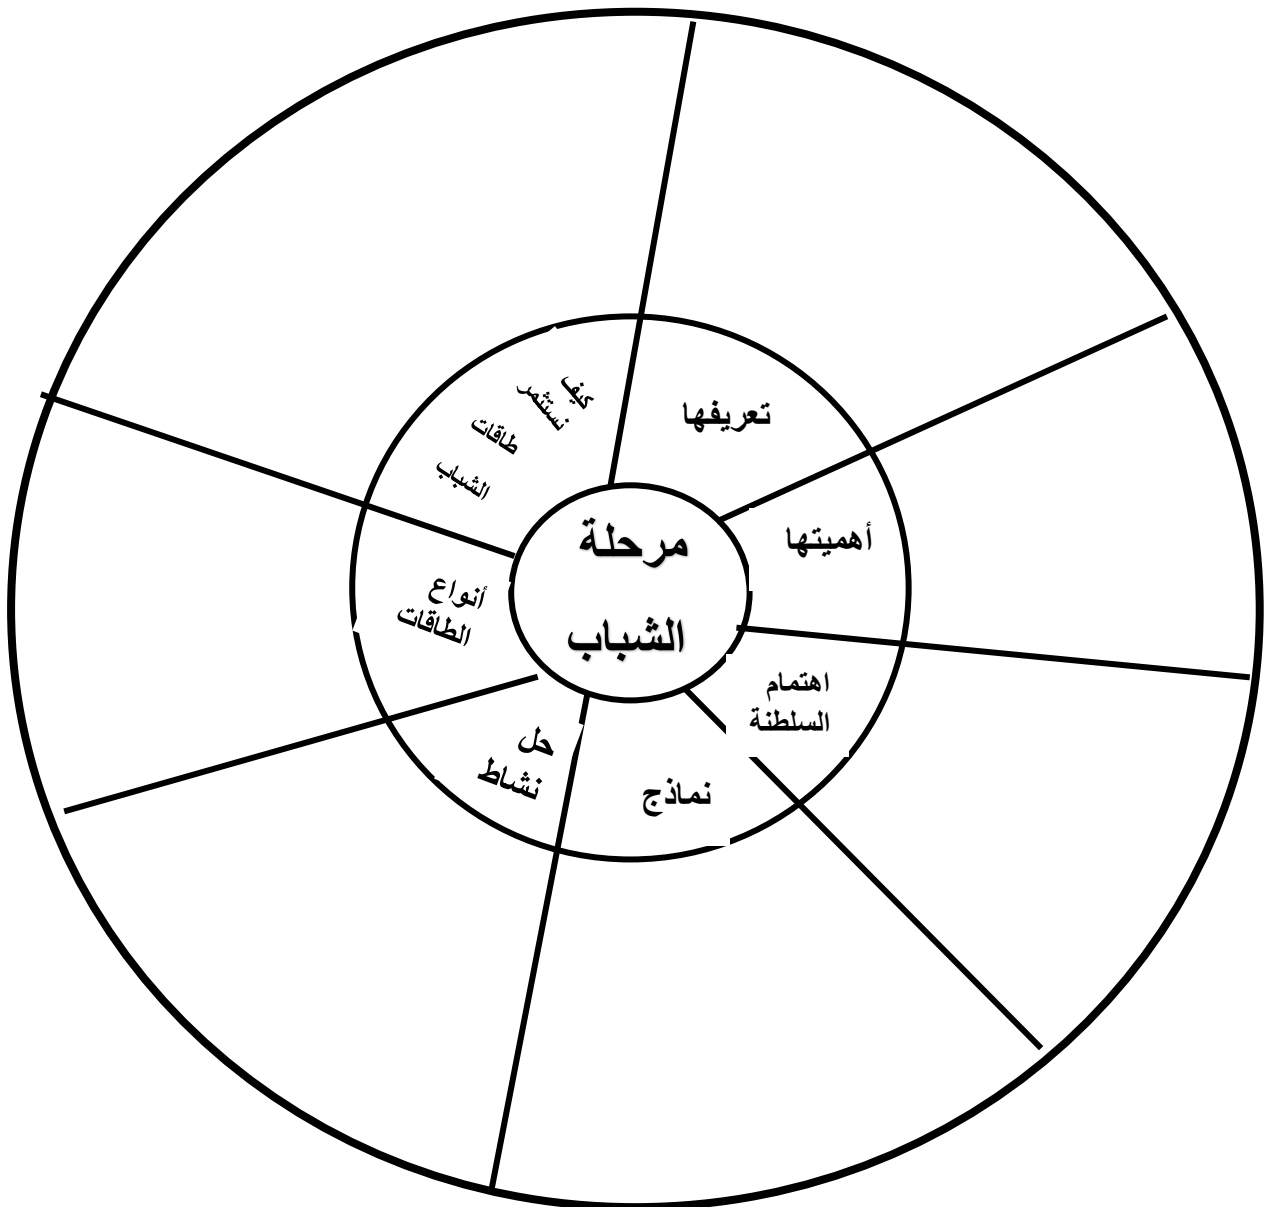 مرحلة
الشباب
تعريفها
أهميتها
اهتمام
السلطنة
نماذج
حل
نشاط
أنواع
الطاقات
كيف
نستثمر
طاقات
الشباب